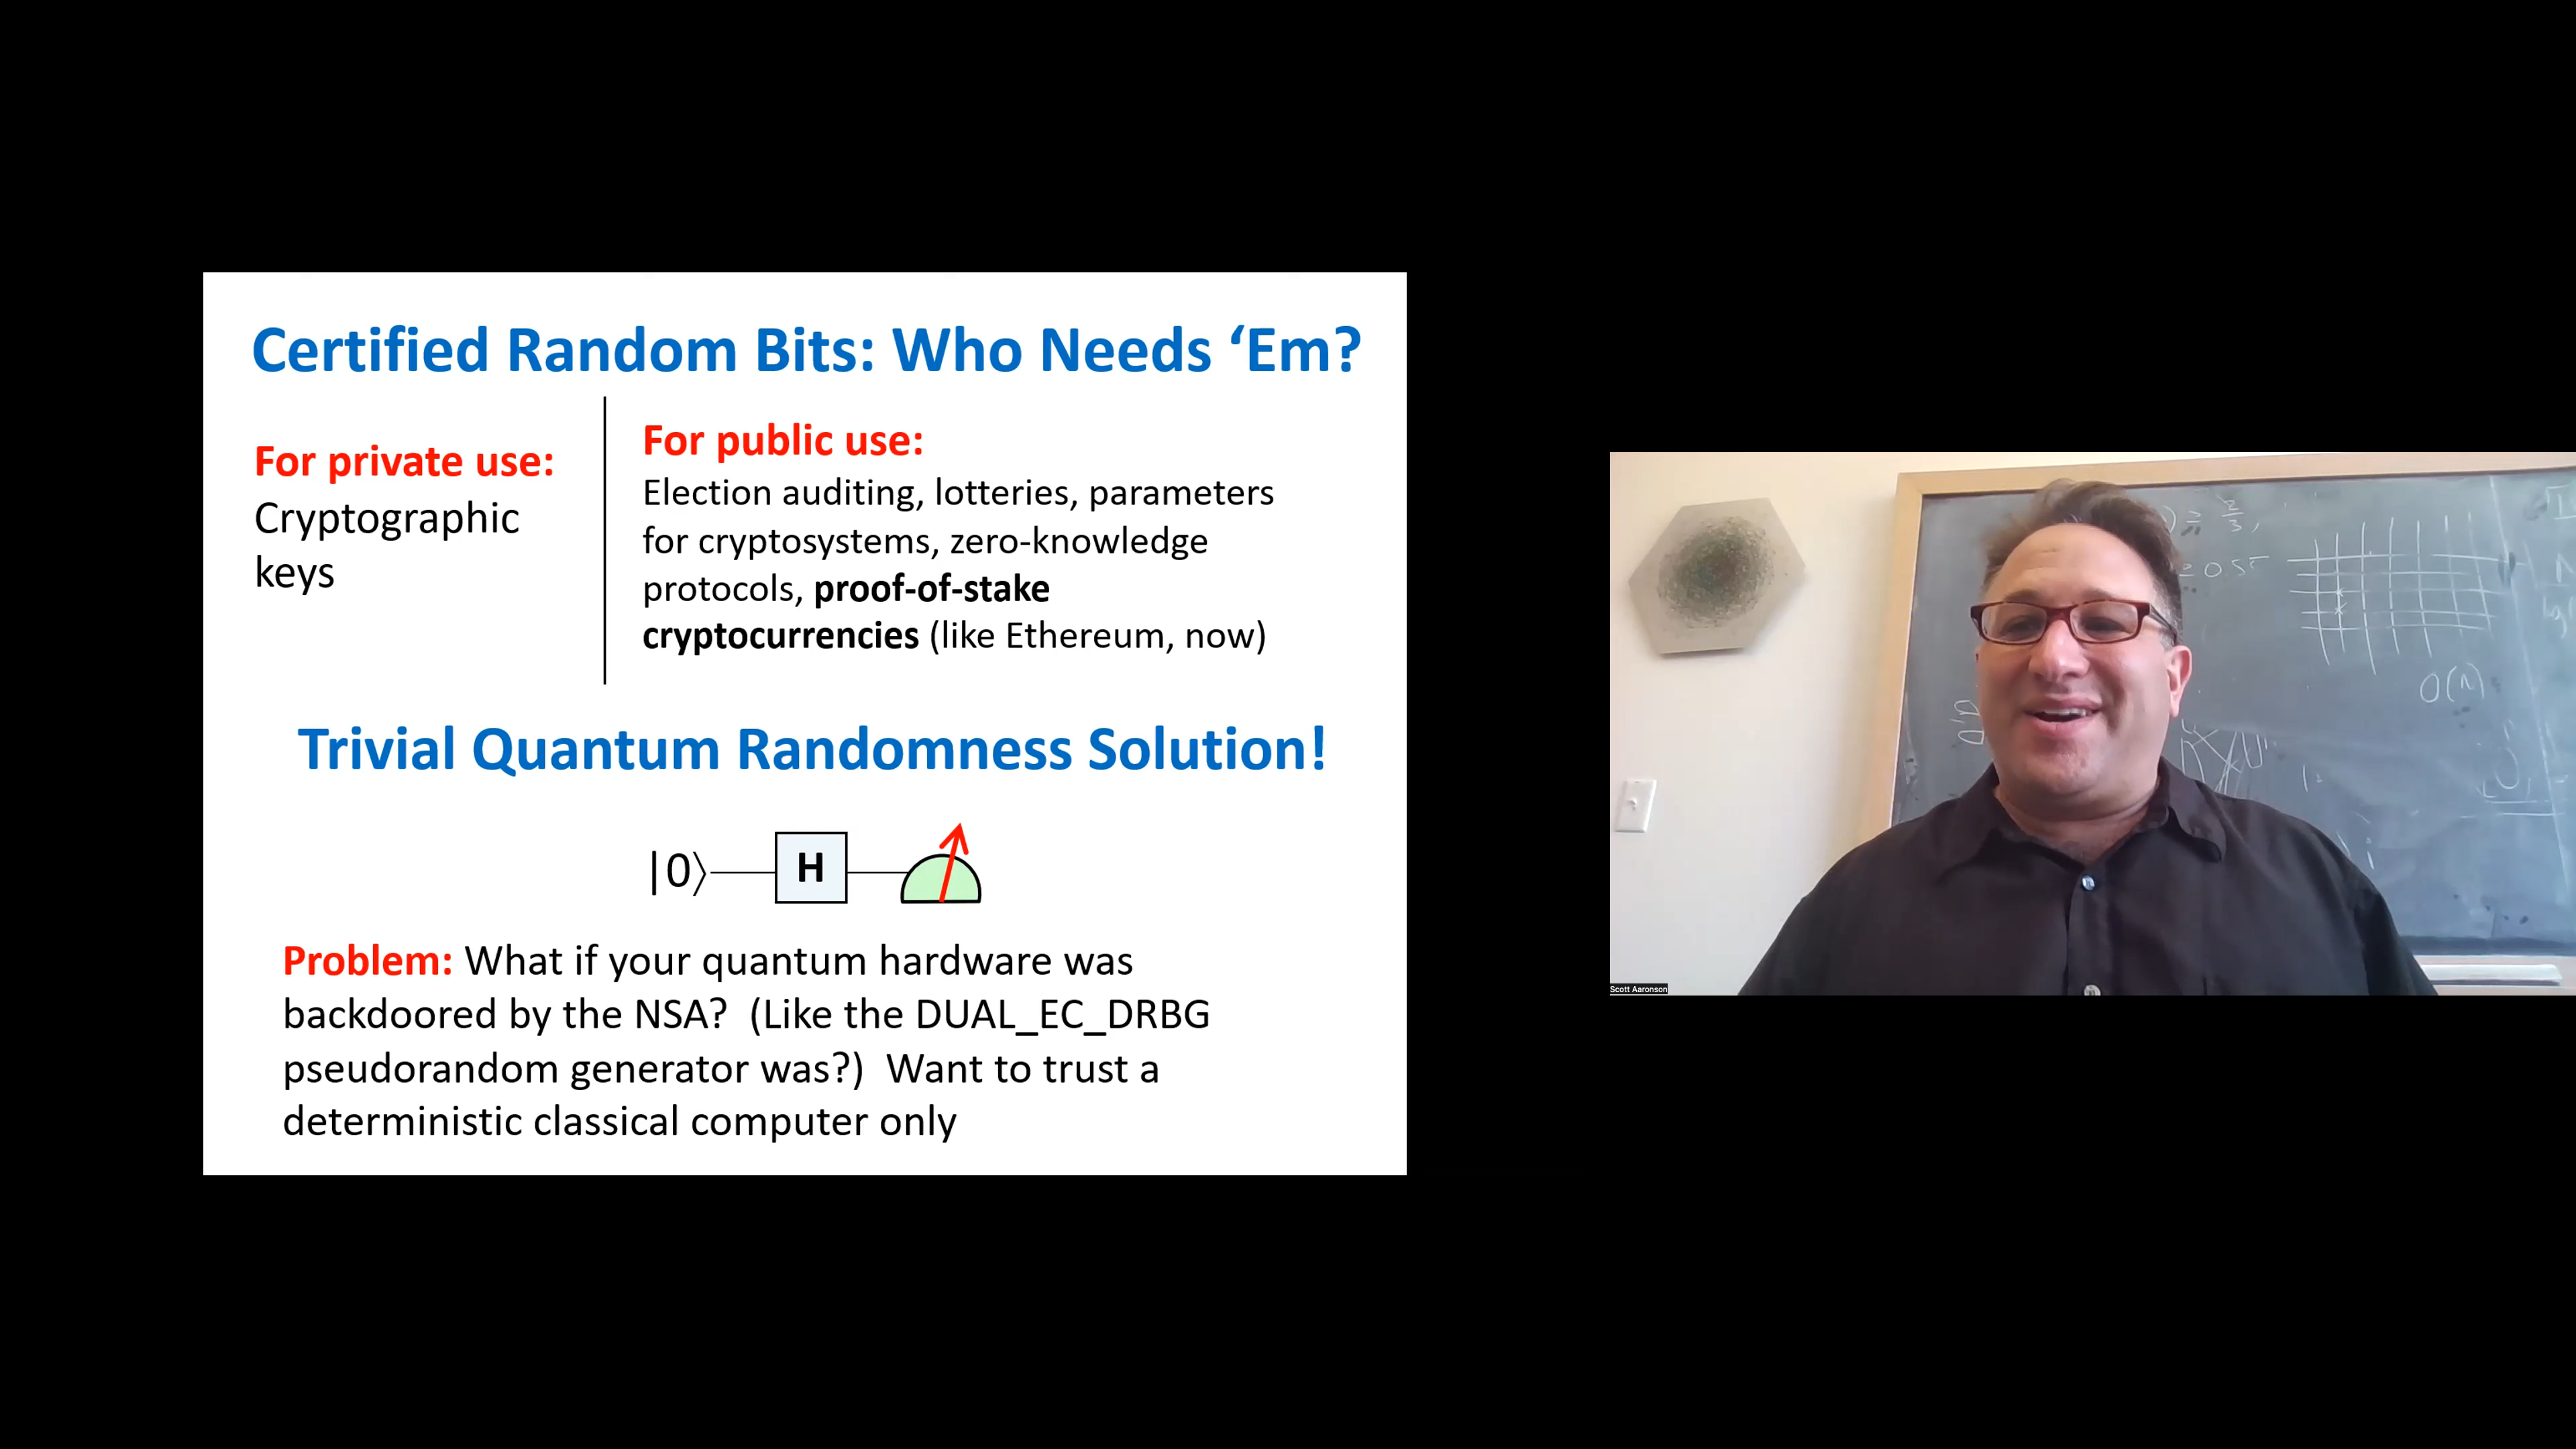 Certified Random Bits: Who Needs ‘Em?
For private use:
Cryptographic
keys
For public use:
Election auditing, lotteries, parameters
for cryptosystems, zero-knowledge
protocols, proof-of-stake
cryptocurrencies (like Ethereum, now)
Trivial Quantum Randomness Solution!
|0⟩ H
Problem: What if your quantum hardware was
backdoored by the NSA? (Like the DUAL_EC_DRBG
pseudorandom generator was?) Want to trust a
deterministic classical computer only
O(n)
Scott Aaronson